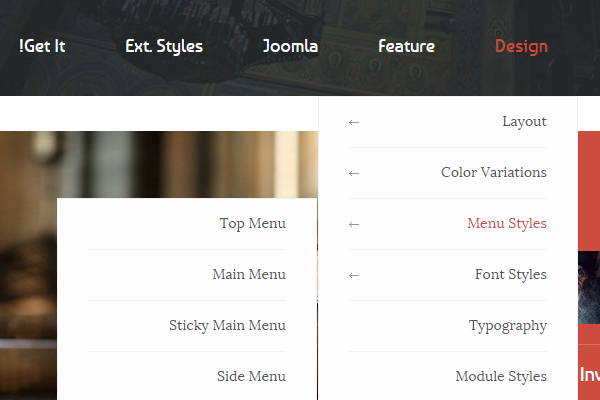 !Get It
Ext. Styles
Joomla
Feature
Design
Layout
Color Variations
Menu Styles
Font Styles
Typography
Module Styles
Top Menu
Main Menu
Sticky Main Menu
Side Menu